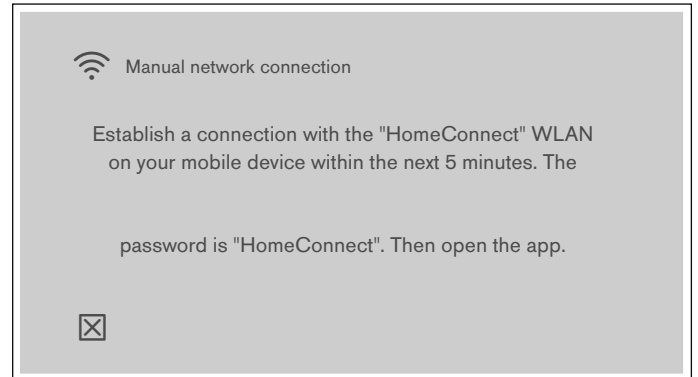 Manual network connection
Establish a connection with the "HomeConnect" WLAN
on your mobile device within the next 5 minutes. The
password is "HomeConnect". Then open the app.